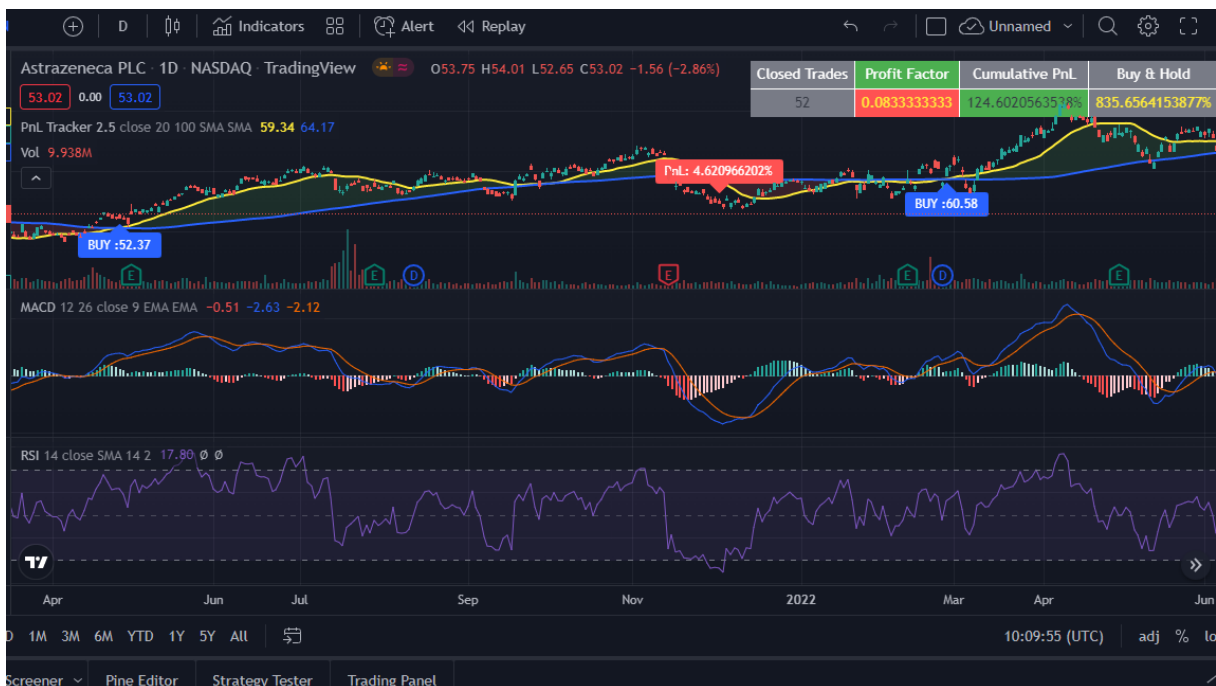 D Indicators Alert Replay Unnamed
Astrazeneca PLC · 1D · NASDAQ · TradingView O53.75 H54.01 L52.65 C53.02 −1.56 (−2.86%)
53.02 0.00 53.02
PnL Tracker 2.5 close 20 100 SMA SMA 59.34 64.17
Vol 9.938M
Closed Trades Profit Factor Cumulative PnL Buy & Hold
52 0.0833333333 124.6020563538% 835.6564153877%
PnL: 4.620966202%
BUY :60.58
BUY :52.37
E E D E E D E
MACD 12 26 close 9 EMA EMA −0.51 −2.63 −2.12
RSI 14 close SMA 14 2 17.80 Ø Ø
Apr Jun Jul Sep Nov 2022 Mar Apr Jun
D 1M 3M 6M YTD 1Y 5Y All 10:09:55 (UTC) adj % lo
Screener Pine Editor Strategy Tester Trading Panel